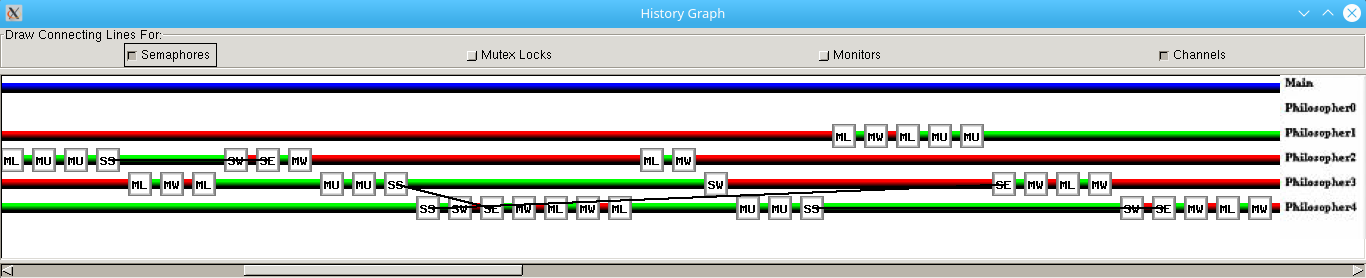 History Graph
Draw Connecting Lines For:
Semaphores Mutex Locks Monitors Channels
Main
Philosopher0
ML MW ML MU MU Philosopher1
ML MU MU SS SW SE MW ML MW Philosopher2
ML MW ML MU MU SS SW SE MW ML MW Philosopher3
SS SW SE MW ML MW ML MU MU SS SW SE MW ML MW Philosopher4